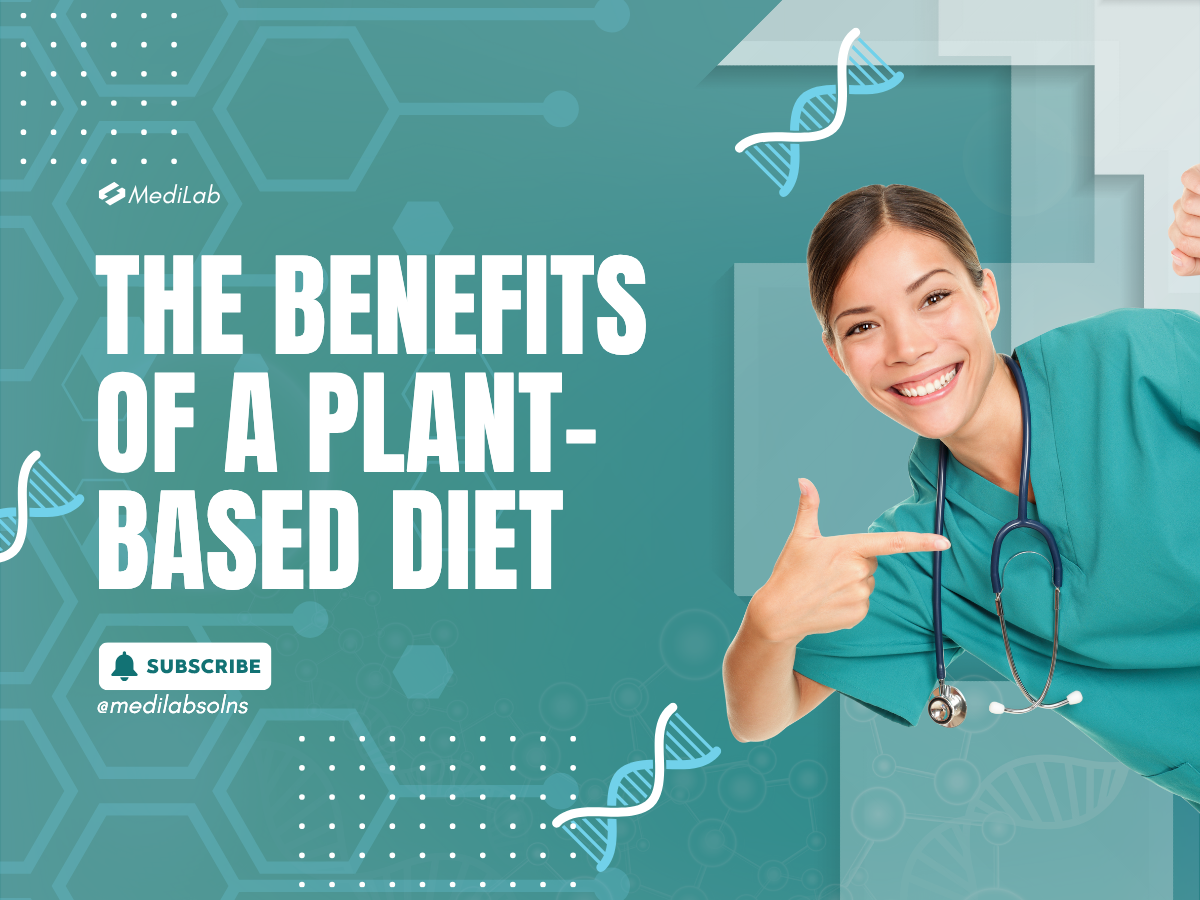 MediLab
THE BENEFITS
OF A PLANT-
BASED DIET
SUBSCRIBE
@medilabsolns